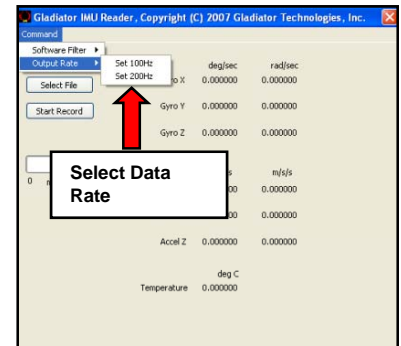 Gladiator IMU Reader, Copyright (C) 2007 Gladiator Technologies, Inc.
Command
Software Filter
Output Rate
Set 100Hz
Set 200Hz
deg/sec rad/sec
Select File
X 0.000000 0.000000
Start Record
Gyro Y 0.000000 0.000000
Gyro Z 0.000000 0.000000
Select Data
Rate
0
m/s/s
0.000000
0.000000
Accel Z 0.000000 0.000000
deg C
Temperature 0.000000